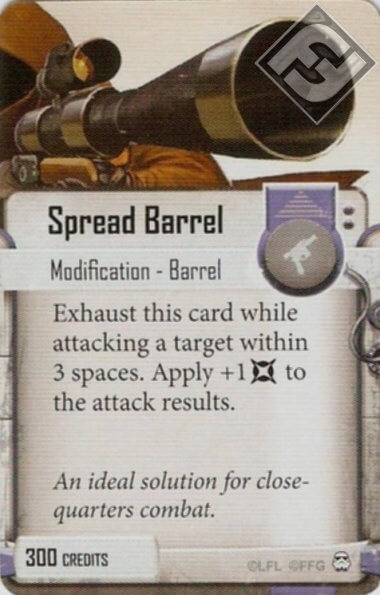 Spread Barrel
Modification - Barrel
Exhaust this card while
attacking a target within
3 spaces. Apply +1 to
the attack results.
An ideal solution for close-
quarters combat.
300 CREDITS
©LFL ©FFG